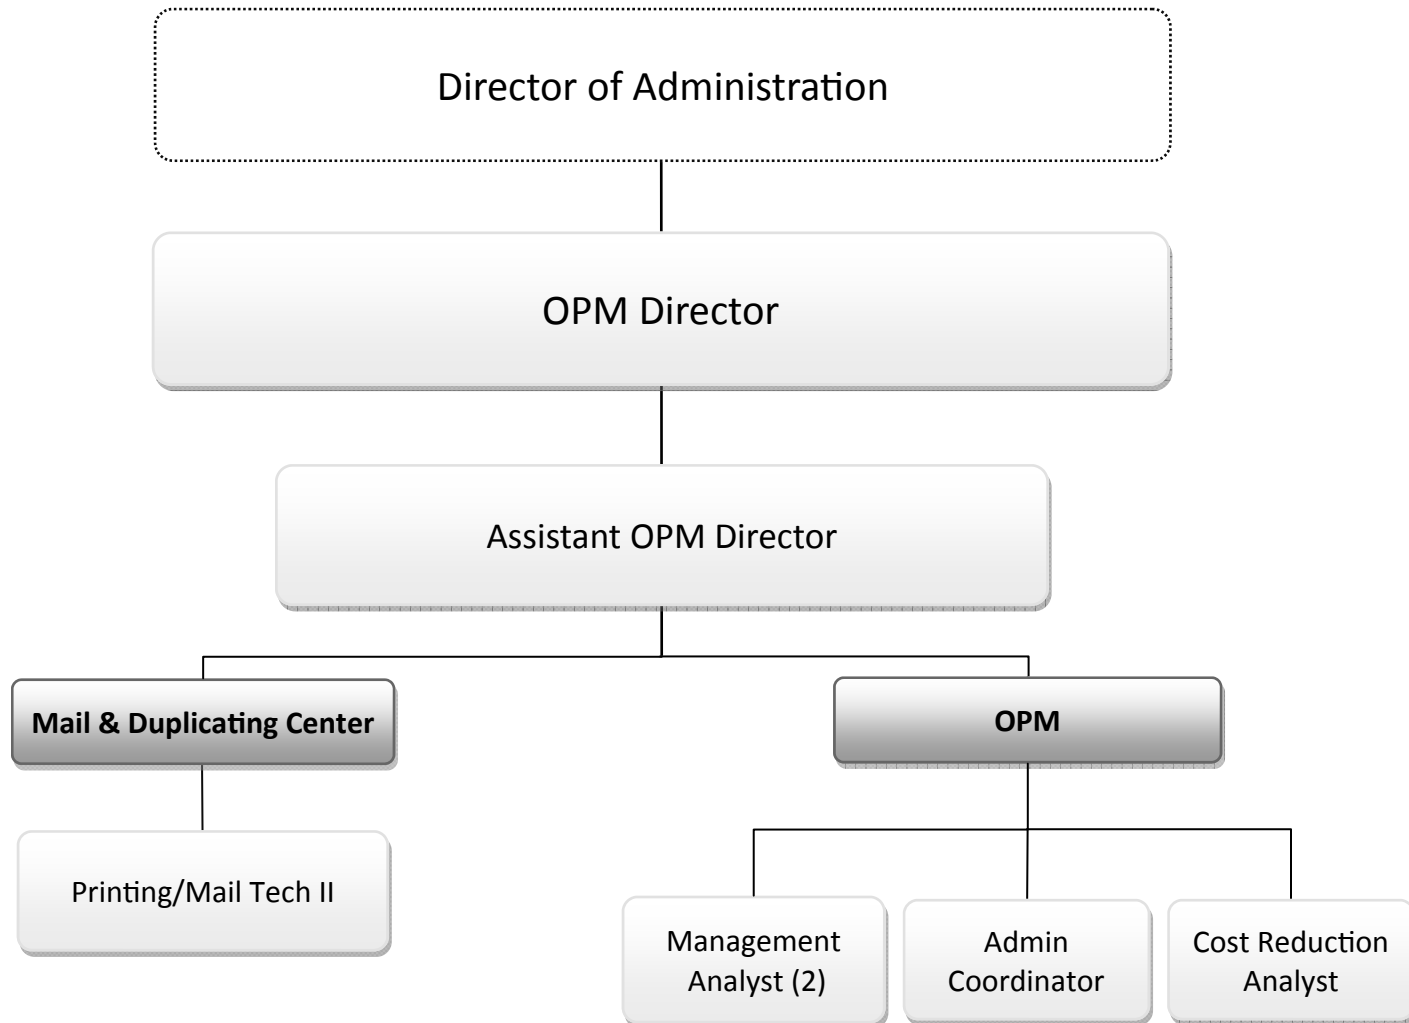 Director of Administration
OPM Director
Assistant OPM Director
Mail & Duplicating Center
OPM
Printing/Mail Tech II
Management
Analyst (2)
Admin
Coordinator
Cost Reduction
Analyst